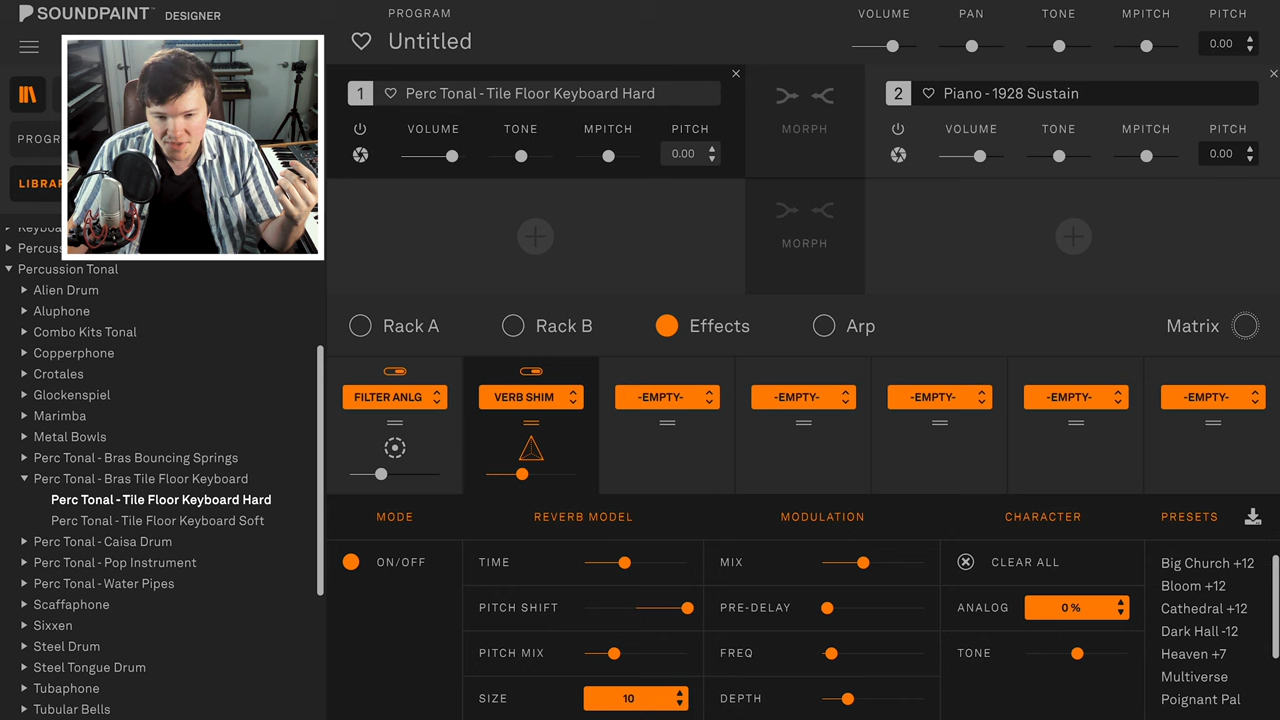 SOUNDPAINT™ DESIGNER
PROGRAM
Untitled
VOLUME PAN TONE MPITCH PITCH
0.00
1 Perc Tonal - Tile Floor Keyboard Hard
VOLUME TONE MPITCH PITCH
0.00
MORPH
2 Piano - 1928 Sustain
VOLUME TONE MPITCH PITCH
0.00
MORPH
Percussion Tonal
Alien Drum
Aluphone
Combo Kits Tonal
Copperphone
Crotales
Glockenspiel
Marimba
Metal Bowls
Perc Tonal - Bras Bouncing Springs
Perc Tonal - Bras Tile Floor Keyboard
Perc Tonal - Tile Floor Keyboard Hard
Perc Tonal - Tile Floor Keyboard Soft
Perc Tonal - Caisa Drum
Perc Tonal - Pop Instrument
Perc Tonal - Water Pipes
Scaffaphone
Sixxen
Steel Drum
Steel Tongue Drum
Tubaphone
Tubular Bells
Rack A Rack B Effects Arp Matrix
FILTER ANLG VERB SHIM -EMPTY- -EMPTY- -EMPTY- -EMPTY- -EMPTY-
MODE REVERB MODEL MODULATION CHARACTER PRESETS
ON/OFF TIME MIX CLEAR ALL Big Church +12
Bloom +12
PITCH SHIFT PRE-DELAY ANALOG 0 % Cathedral +12
Dark Hall -12
PITCH MIX FREQ TONE Heaven +7
Multiverse
SIZE 10 DEPTH Poignant Pal